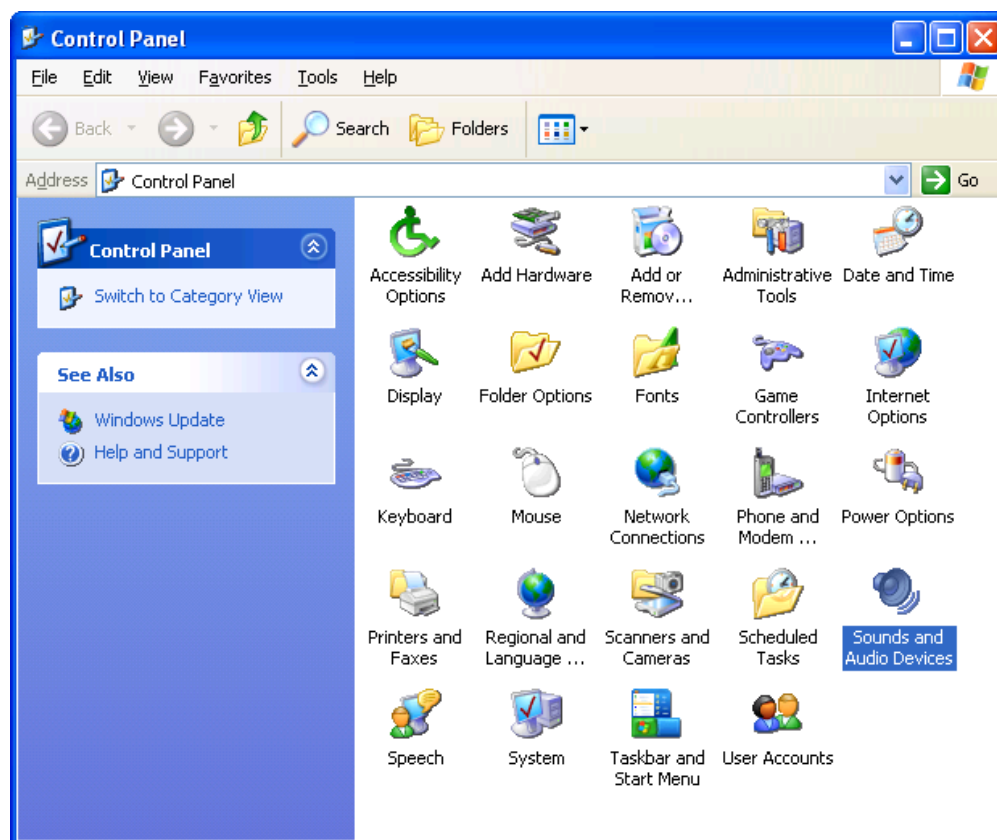 Control Panel
File Edit View Favorites Tools Help
Back Search Folders
Address Control Panel Go
Control Panel
Switch to Category View
See Also
Windows Update
Help and Support
Accessibility Options
Add Hardware
Add or Remov...
Administrative Tools
Date and Time
Display
Folder Options
Fonts
Game Controllers
Internet Options
Keyboard
Mouse
Network Connections
Phone and Modem ...
Power Options
Printers and Faxes
Regional and Language ...
Scanners and Cameras
Scheduled Tasks
Sounds and Audio Devices
Speech
System
Taskbar and Start Menu
User Accounts